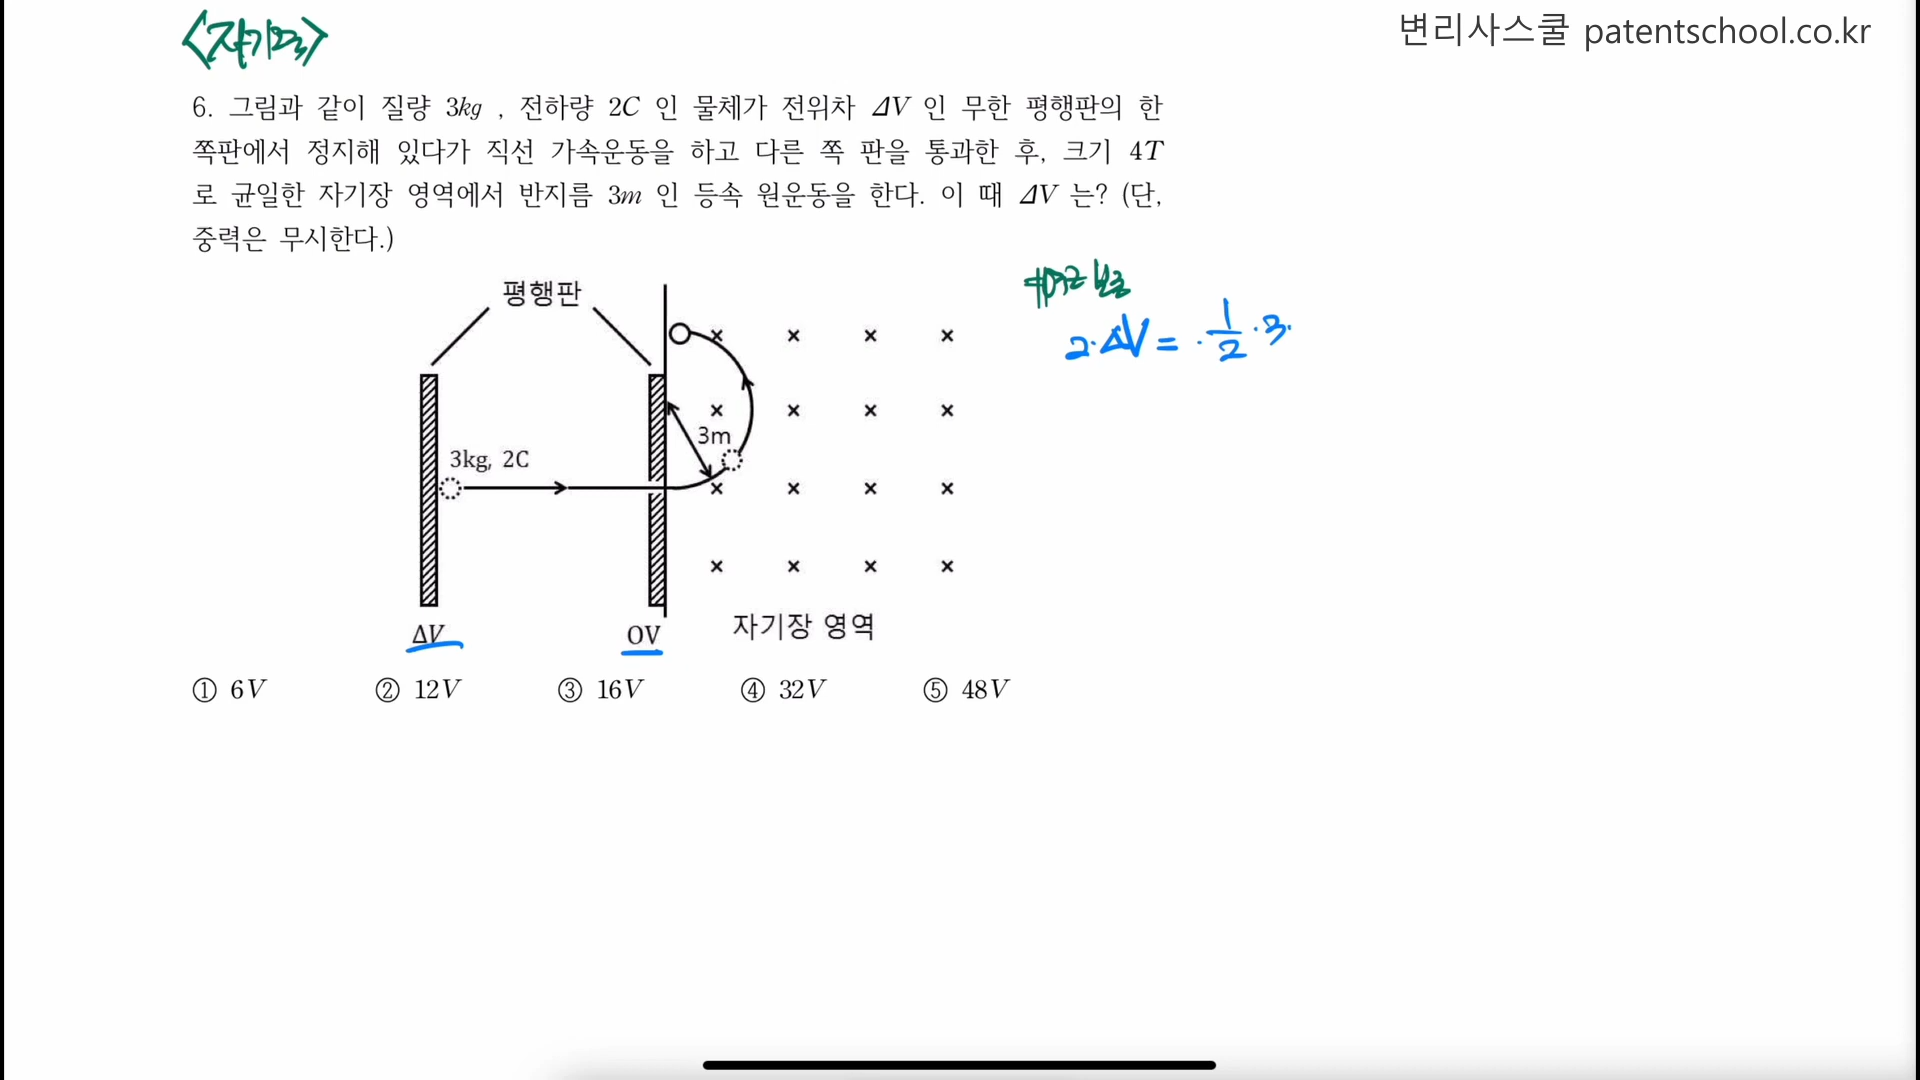 <자기력>
변리사스쿨 patentschool.co.kr
6. 그림과 같이 질량 3kg , 전하량 2C 인 물체가 전위차 ΔV 인 무한 평행판의 한
쪽판에서 정지해 있다가 직선 가속운동을 하고 다른 쪽 판을 통과한 후, 크기 4T
로 균일한 자기장 영역에서 반지름 3m 인 등속 원운동을 한다. 이 때 ΔV 는? (단,
중력은 무시한다.)
평행판
2·ΔV = ·1/2·3·
3m
3kg, 2C
ΔV 0V 자기장 영역
① 6V ② 12V ③ 16V ④ 32V ⑤ 48V